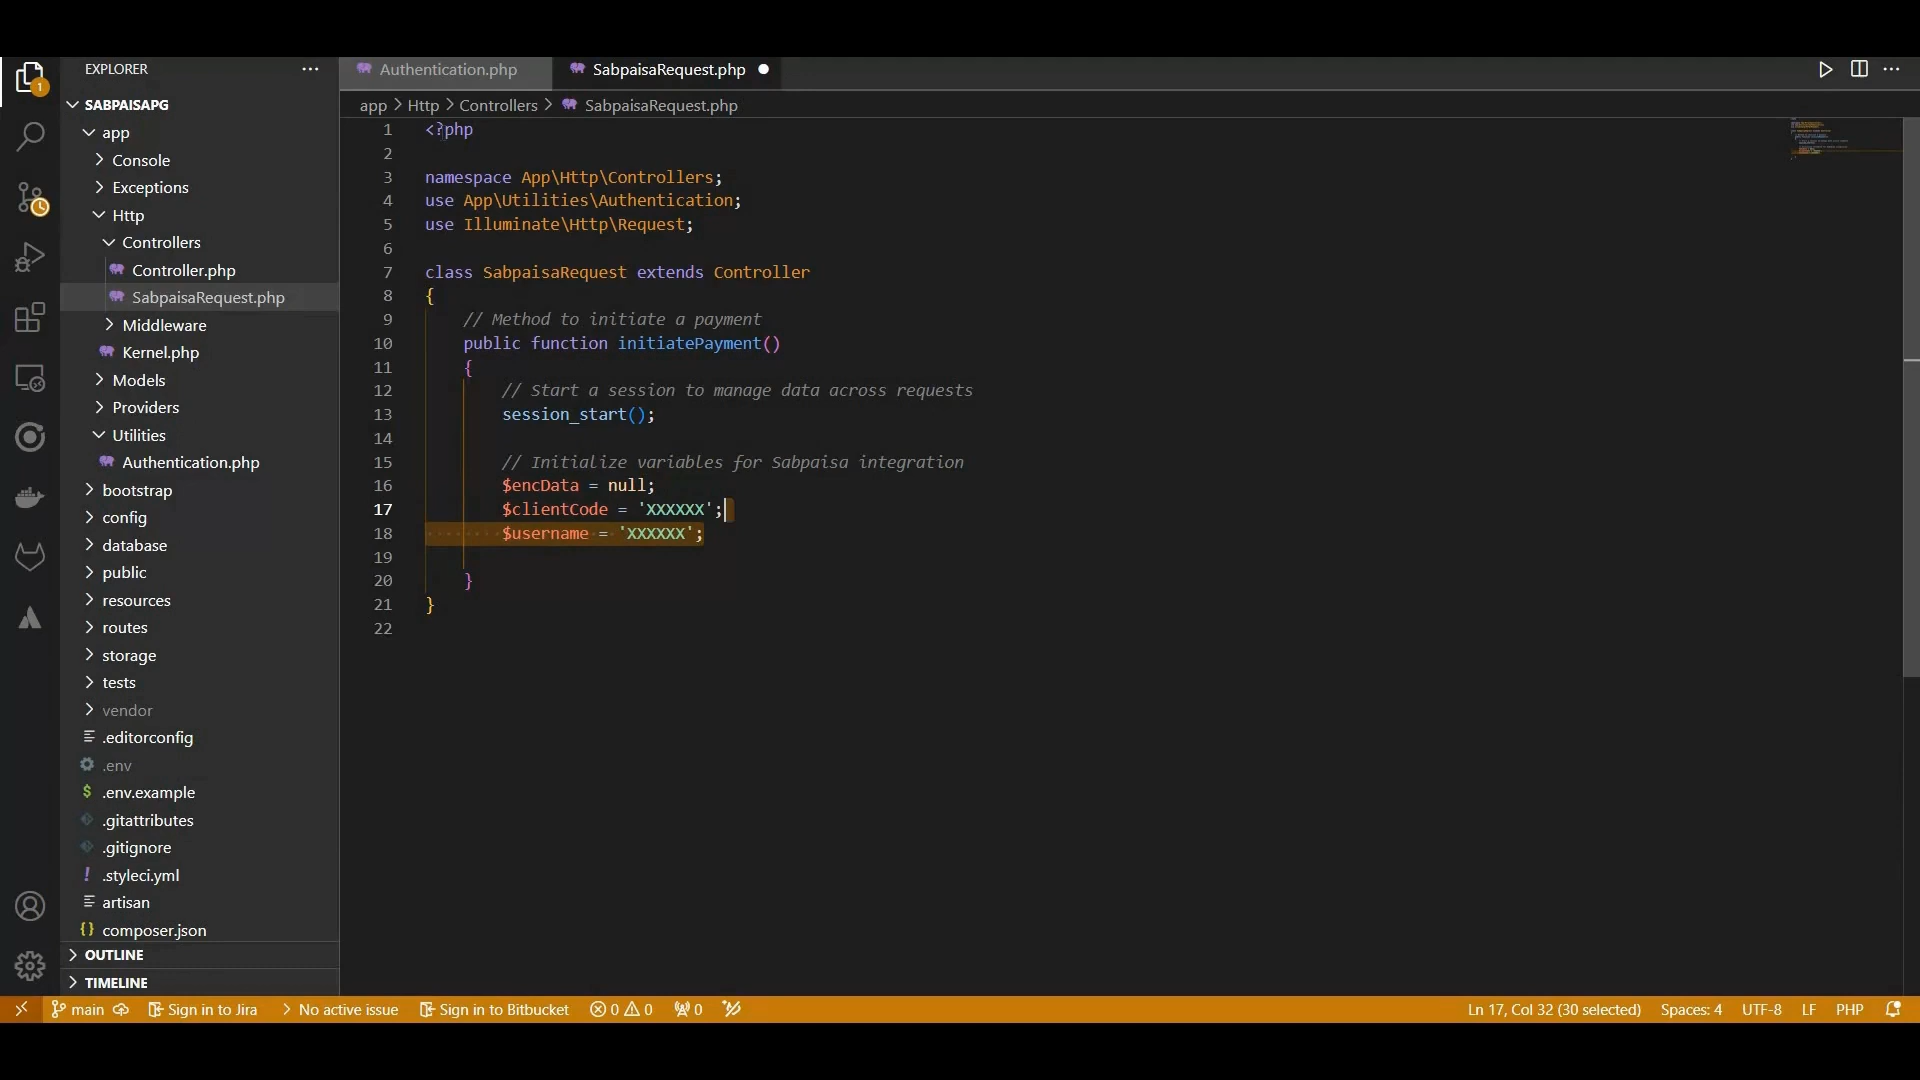 EXPLORER
Authentication.php
SabpaisaRequest.php
1
SABPAISAPG
app
Console
Exceptions
Http
Controllers
Controller.php
SabpaisaRequest.php
Middleware
Kernel.php
Models
Providers
Utilities
Authentication.php
bootstrap
config
database
public
resources
routes
storage
tests
vendor
.editorconfig
.env
.env.example
.gitattributes
.gitignore
.styleci.yml
artisan
composer.json
OUTLINE
TIMELINE
app > Http > Controllers > SabpaisaRequest.php
1 <?php
2
3 namespace App\Http\Controllers;
4 use App\Utilities\Authentication;
5 use Illuminate\Http\Request;
6
7 class SabpaisaRequest extends Controller
8 {
9 // Method to initiate a payment
10 public function initiatePayment()
11 {
12 // Start a session to manage data across requests
13 session_start();
14
15 // Initialize variables for Sabpaisa integration
16 $encData = null;
17 $clientCode = 'XXXXXX';
18 $username = 'XXXXXX';
19
20 }
21 }
22
main Sign in to Jira No active issue Sign in to Bitbucket 0 0 0 Ln 17, Col 32 (30 selected) Spaces: 4 UTF-8 LF PHP